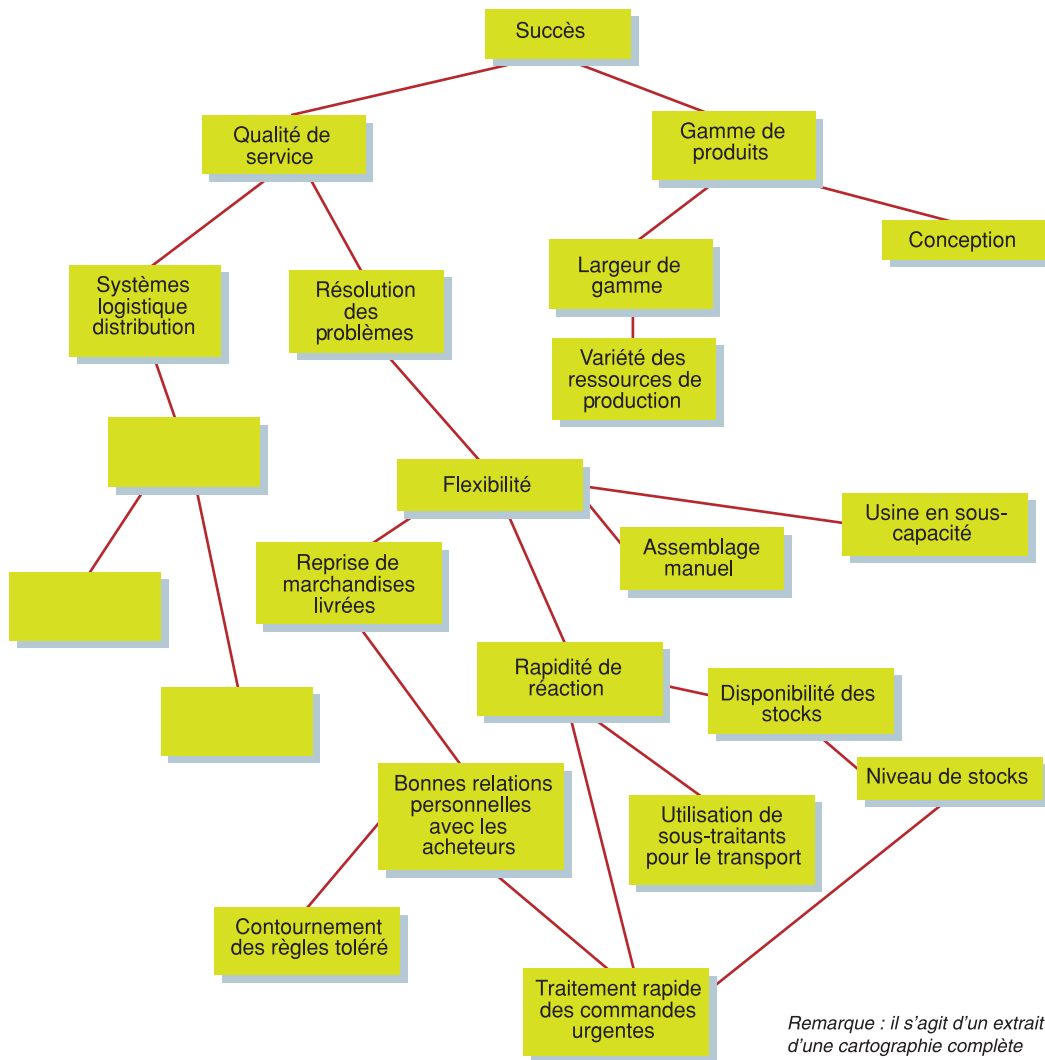 Succès
Qualité de
service
Gamme de
produits
Conception
Largeur de
gamme
Systèmes
logistique
distribution
Résolution
des
problèmes
Variété des
ressources de
production
Flexibilité
Usine en sous-
capacité
Assemblage
manuel
Reprise de
marchandises
livrées
Rapidité de
réaction
Disponibilité des
stocks
Niveau de stocks
Bonnes relations
personnelles
avec les
acheteurs
Utilisation de
sous-traitants
pour le transport
Contournement
des règles toléré
Traitement rapide
des commandes
urgentes
Remarque : il s'agit d'un extrait
d'une cartographie complète